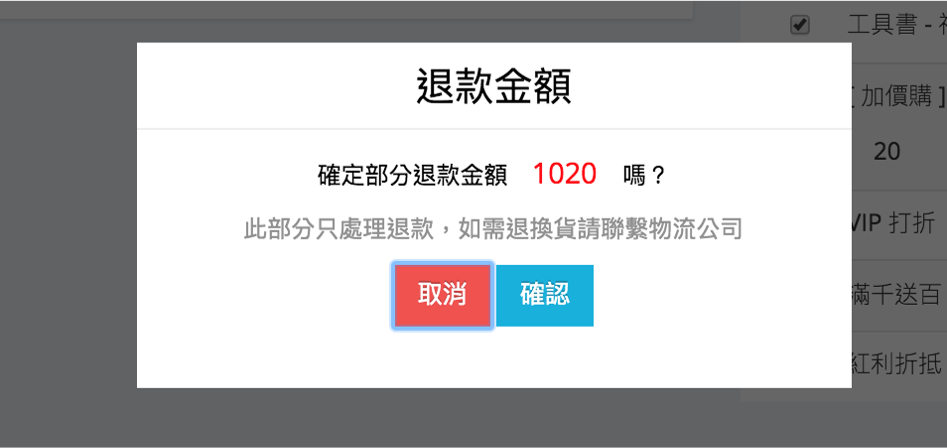 工具書 -
退款金額
[ 加價購 ]
20
確定部分退款金額 1020 嗎？
此部分只處理退款，如需退換貨請聯繫物流公司
VIP 打折
取消 確認
滿千送百
紅利折抵